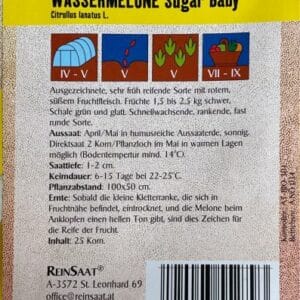 WASSERMELONE Sugar Baby
Citrullus lanatus L.
IV - V
V
V
VII - IX
Ausgezeichnete, sehr früh reifende Sorte mit rotem,
süßem Fruchtfleisch. Früchte 1,5 bis 2,5 kg schwer,
Schale grün und glatt. Schnellwachsende, rankende, fast
runde Sorte.
Aussaat: April/Mai in humusreiche Aussaaterde, sonnig.
Direktsaat 2 Korn/Pflanzloch im Mai in warmen Lagen
möglich (Bodentemperatur mind. 14°C).
Saattiefe: 1-2 cm.
Keimdauer: 6-15 Tage bei 22-25°C.
Pflanzabstand: 100x50 cm.
Ernte: Sobald die kleine Kletterranke, die sich in
Fruchtnähe befindet, eintrocknet, und die Melone beim
Anklopfen einen hellen Ton gibt, sind dies Zeichen für
die Reife der Frucht.
Inhalt: 25 Korn.
REINSAAT®
A-3572 St. Leonhard 69
office@reinsaat.at